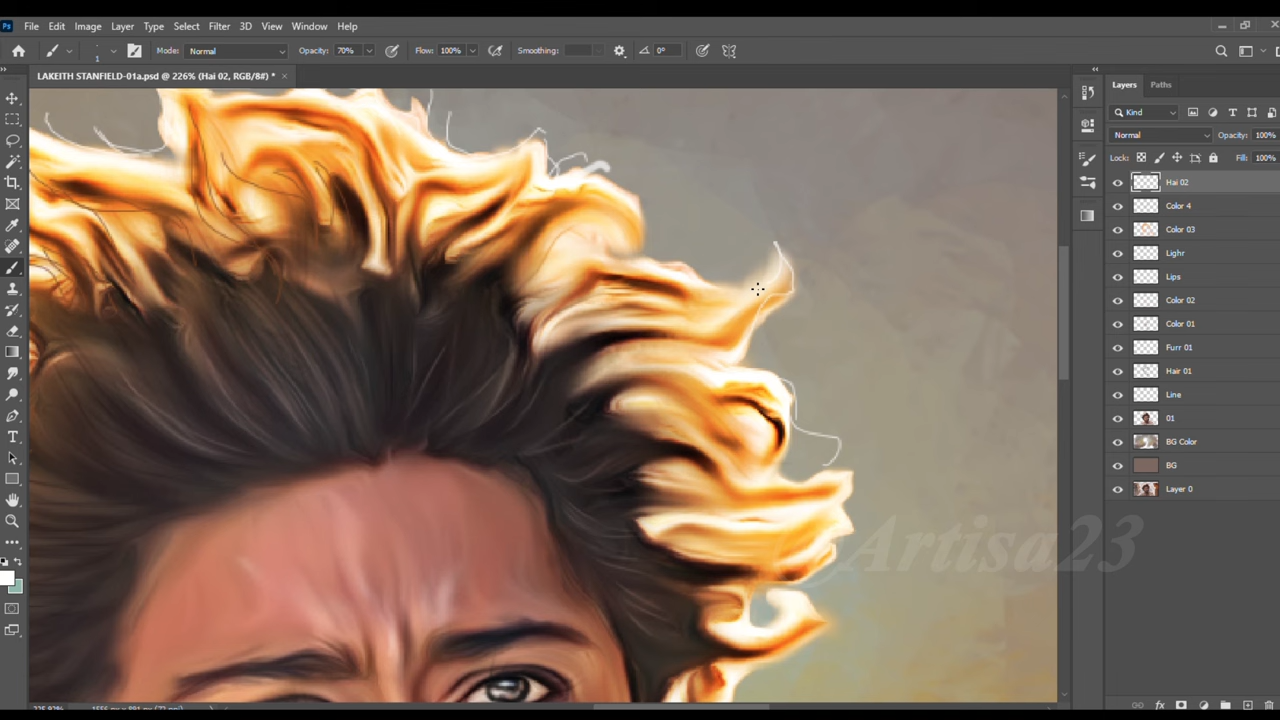 Ps File Edit Image Layer Type Select Filter 3D View Window Help
1 Mode: Normal Opacity: 70% Flow: 100% Smoothing: 0°
LAKEITH STANFIELD-01a.psd @ 226% (Hai 02, RGB/8#) *
Layers Paths
Kind
Normal Opacity: 100%
Lock: Fill: 100%
Hai 02
Color 4
Color 03
Lighr
Lips
Color 02
Color 01
Furr 01
Hair 01
Line
01
BG Color
BG
Layer 0
Artisa23